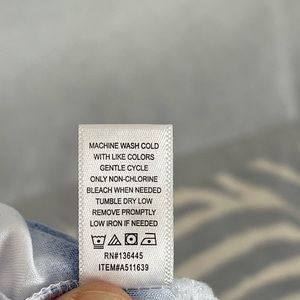 MACHINE WASH COLD
WITH LIKE COLORS
GENTLE CYCLE
ONLY NON-CHLORINE
BLEACH WHEN NEEDED
TUMBLE DRY LOW
REMOVE PROMPTLY
LOW IRON IF NEEDED
RN#136445
ITEM#A511639